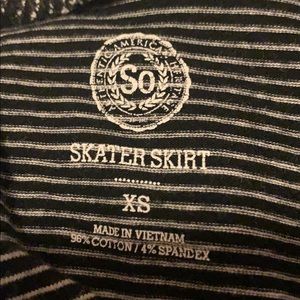 SO
SKATER SKIRT
XS
MADE IN VIETNAM
96% COTTON / 4% SPANDEX